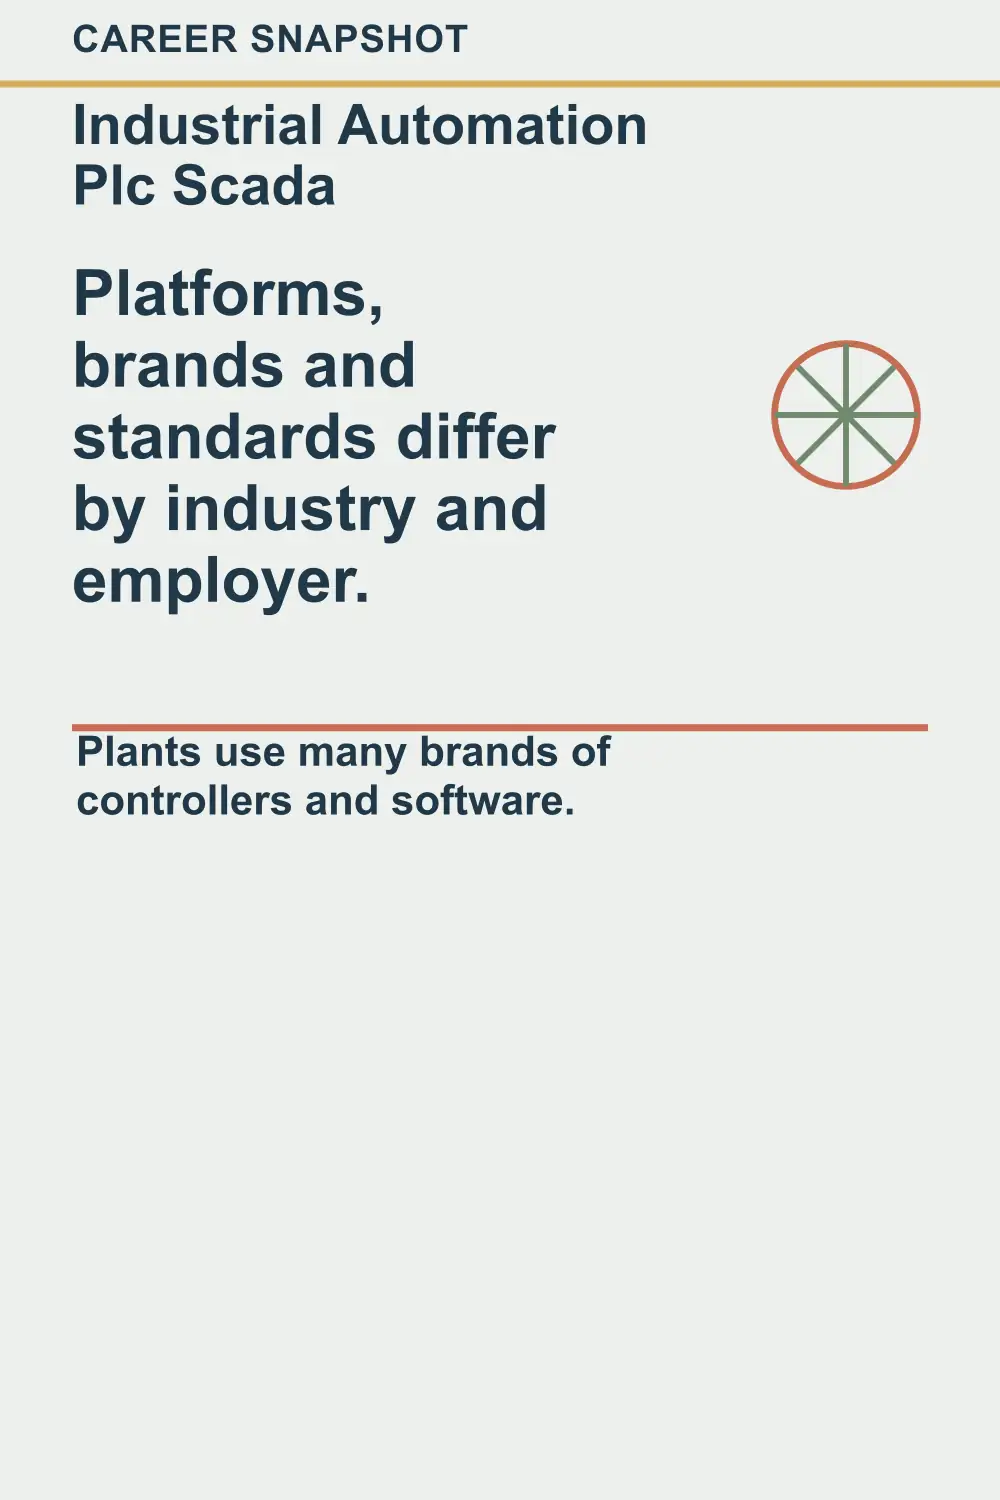 CAREER SNAPSHOT
Industrial Automation
Plc Scada
Platforms,
brands and
standards differ
by industry and
employer.
Plants use many brands of
controllers and software.